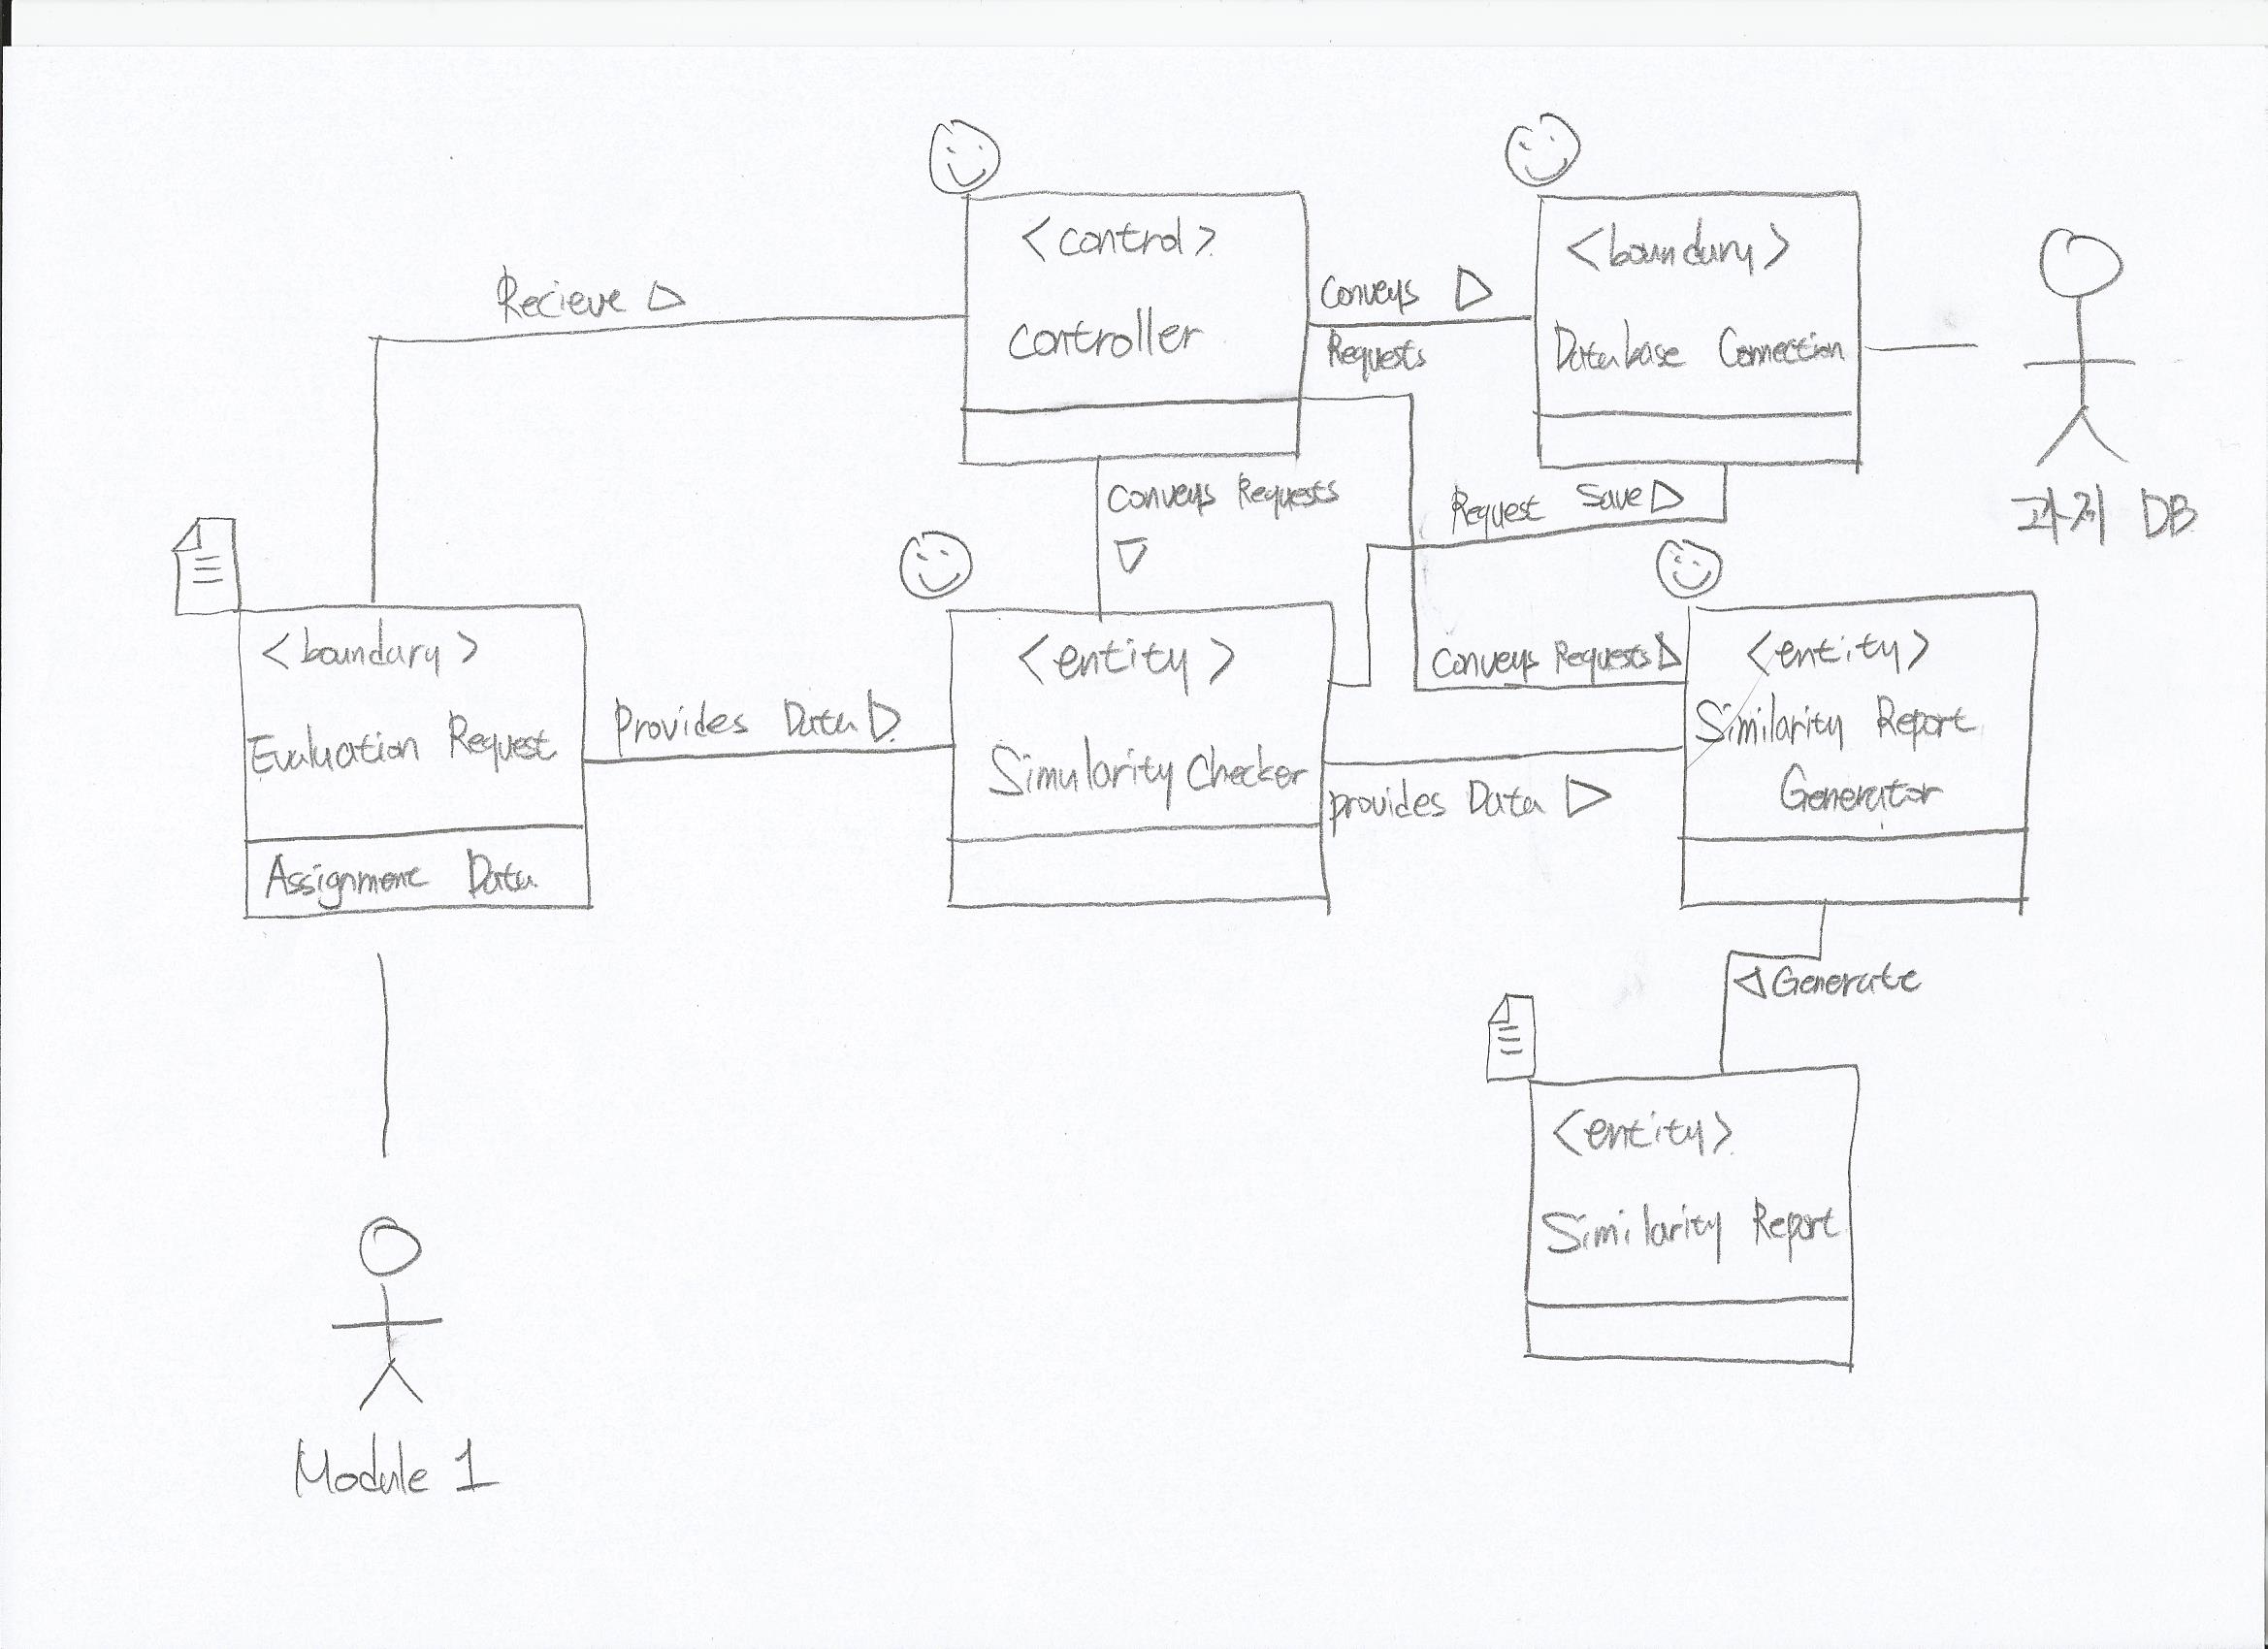 <control>
controller
<boundary>
Database Connection
Recieve
Conveys
Requests
과제 DB
Conveys Requests
Request Save
<boundary>
Evaluation Request
Assignment Data
Provides Data
<entity>
Simularity Checker
Conveys Requests
<entity>
Similarity Report
Generator
provides Data
Generate
<entity>
Similarity Report
Module 1